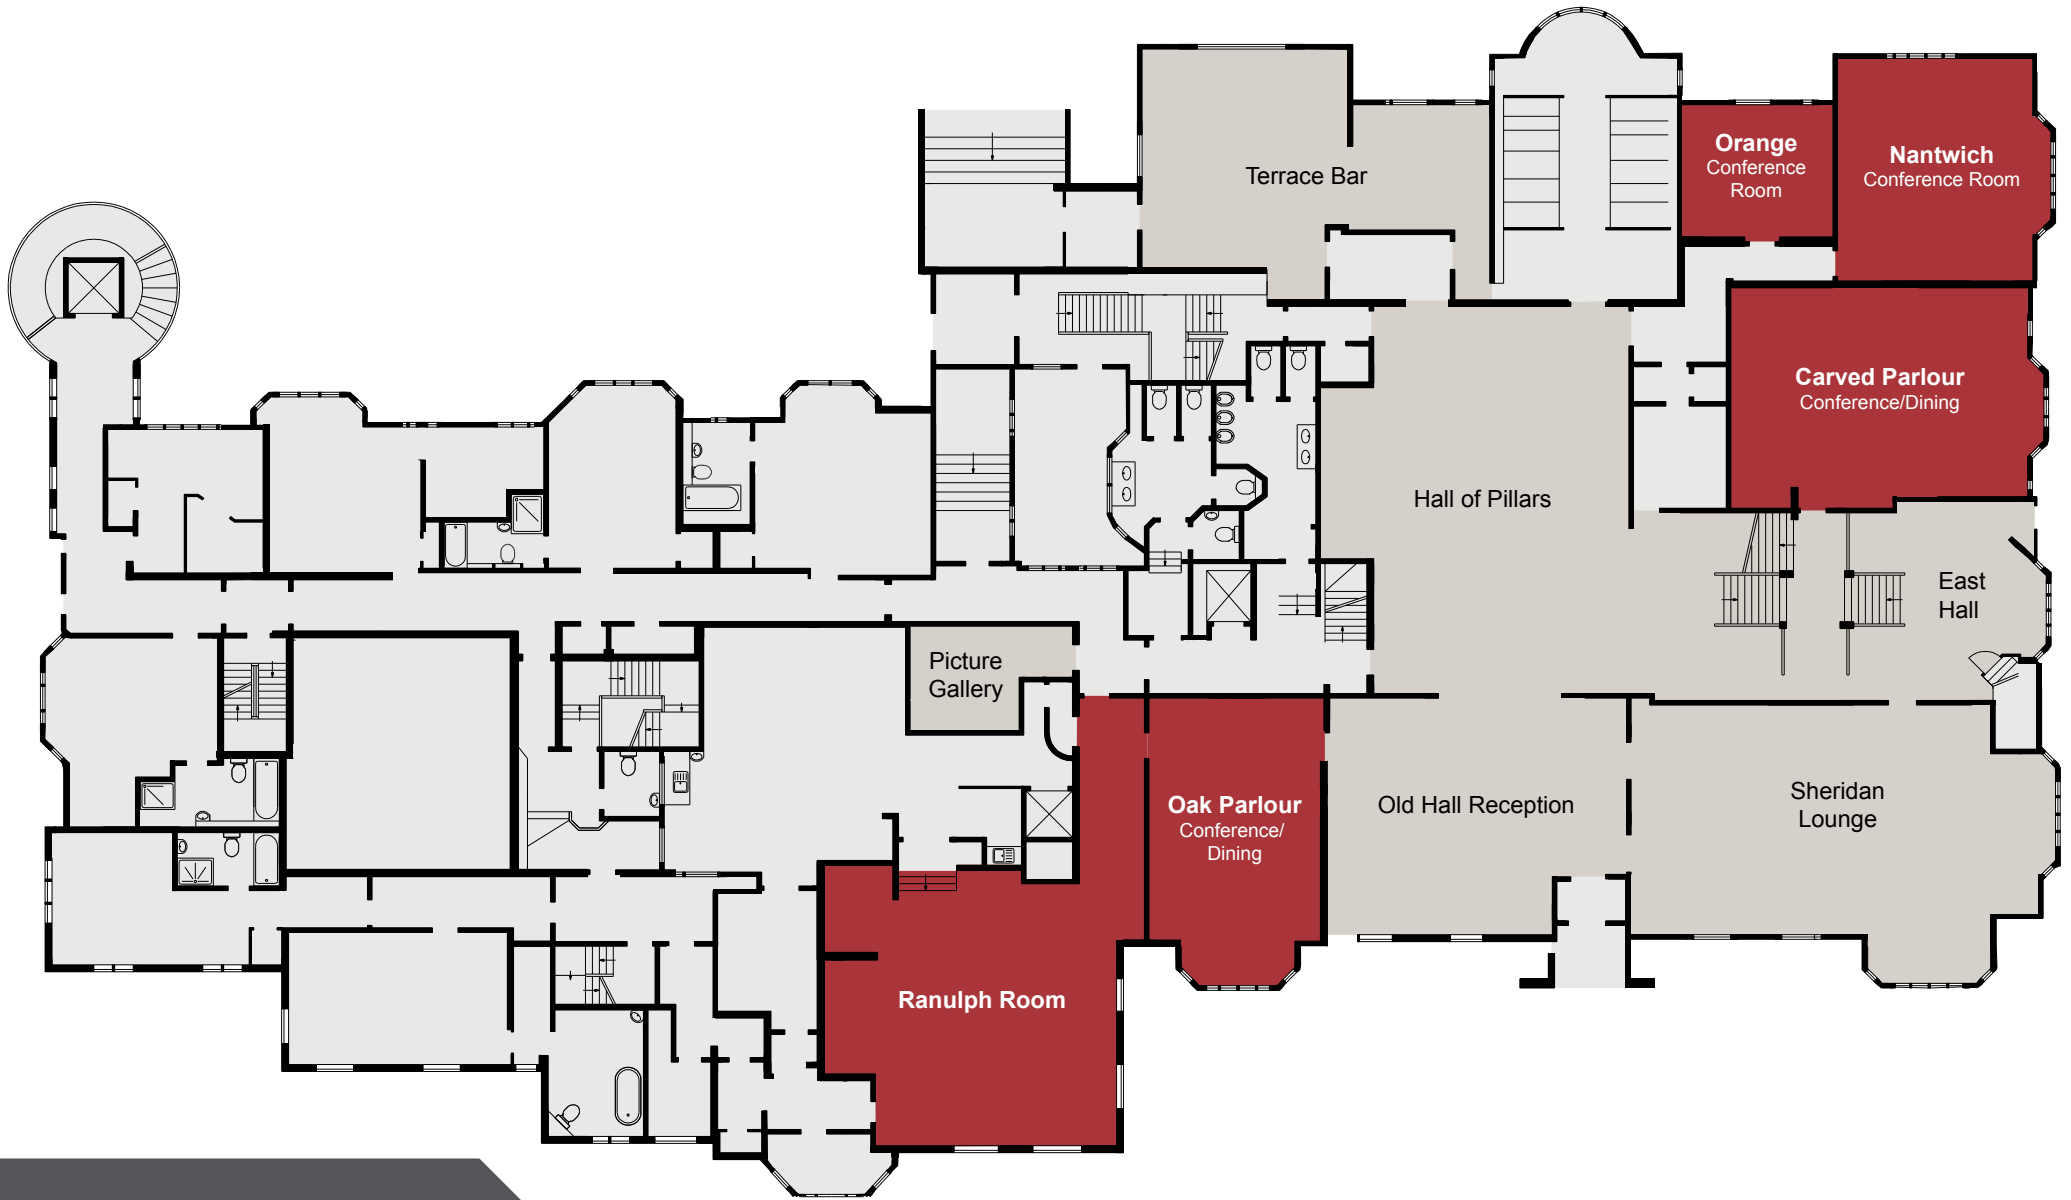 Terrace Bar
Orange
Conference
Room
Nantwich
Conference Room
Carved Parlour
Conference/Dining
Hall of Pillars
East
Hall
Picture
Gallery
Oak Parlour
Conference/
Dining
Old Hall Reception
Sheridan
Lounge
Ranulph Room